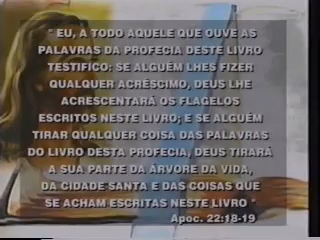 " EU, A TODO AQUELE QUE OUVE AS
PALAVRAS DA PROFECIA DESTE LIVRO
TESTIFICO: SE ALGUÉM LHES FIZER
QUALQUER ACRÉSCIMO, DEUS LHE
ACRESCENTARÁ OS FLAGELOS
ESCRITOS NESTE LIVRO; E SE ALGUÉM
TIRAR QUALQUER COISA DAS PALAVRAS
DO LIVRO DESTA PROFECIA, DEUS TIRARÁ
A SUA PARTE DA ÁRVORE DA VIDA,
DA CIDADE SANTA E DAS COISAS QUE
SE ACHAM ESCRITAS NESTE LIVRO "
Apoc. 22:18-19